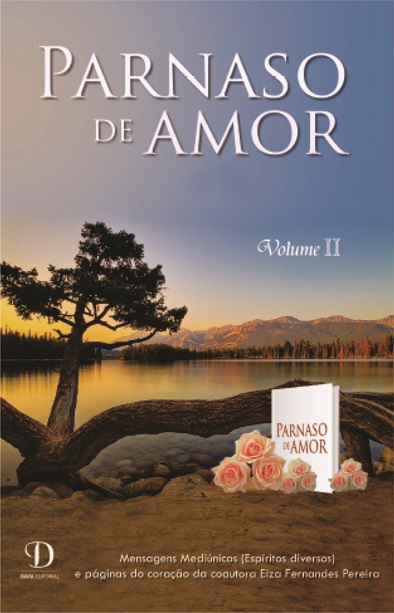 PARNASO
DE AMOR
Volume II
PARNASO
DE AMOR
D
Mensagens Mediúnicas (Espíritos diversos)
e páginas do coração da coautora Elza Fernandes Pereira